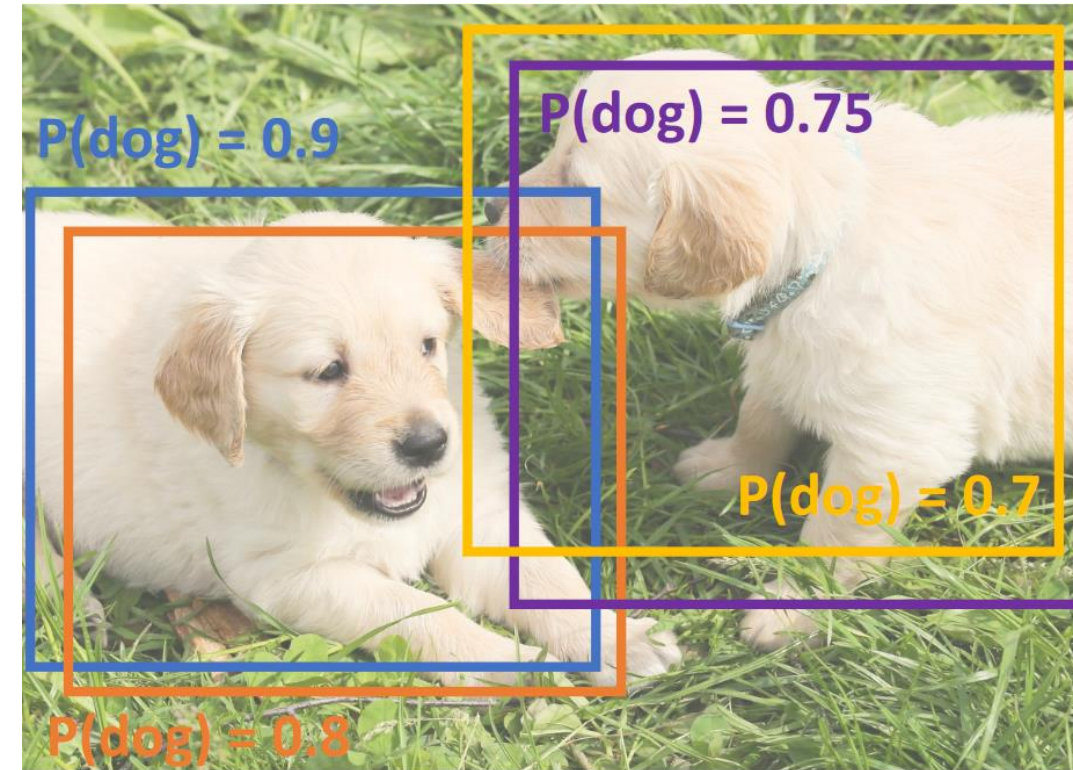 P(dog) = 0.9
P(dog) = 0.75
P(dog) = 0.7
P(dog) = 0.8